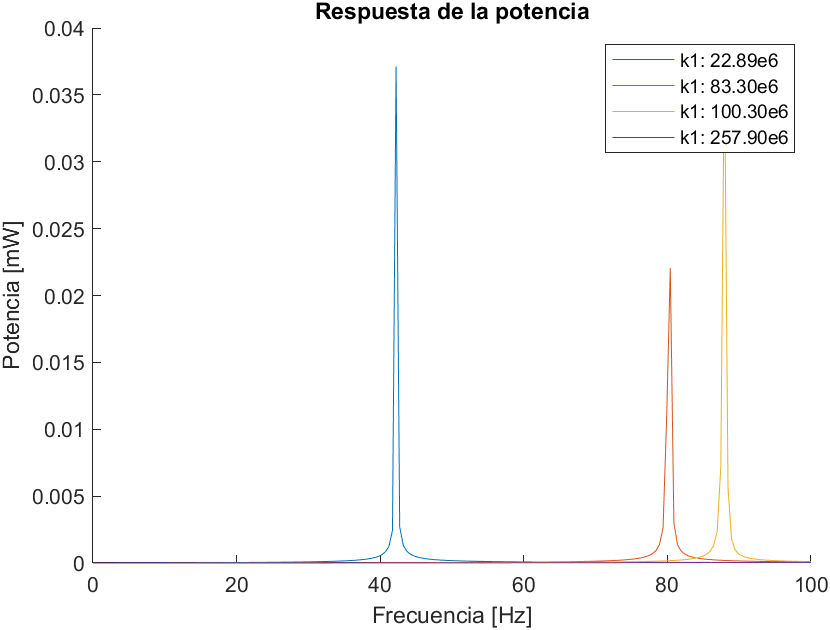 Respuesta de la potencia
0.04
0.035
0.03
0.025
0.02
0.015
0.01
0.005
0
Potencia [mW]
k1: 22.89e6
k1: 83.30e6
k1: 100.30e6
k1: 257.90e6
0 20 40 60 80 100
Frecuencia [Hz]